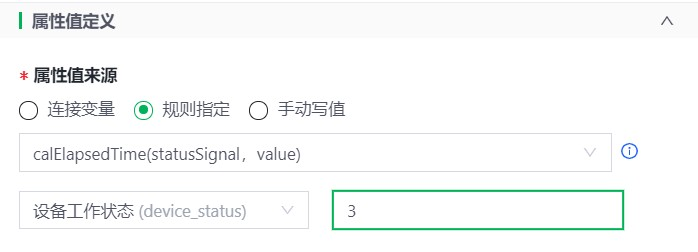 属性值定义
* 属性值来源
连接变量 规则指定 手动写值
calElapsedTime(statusSignal，value)
设备工作状态 (device_status) 3